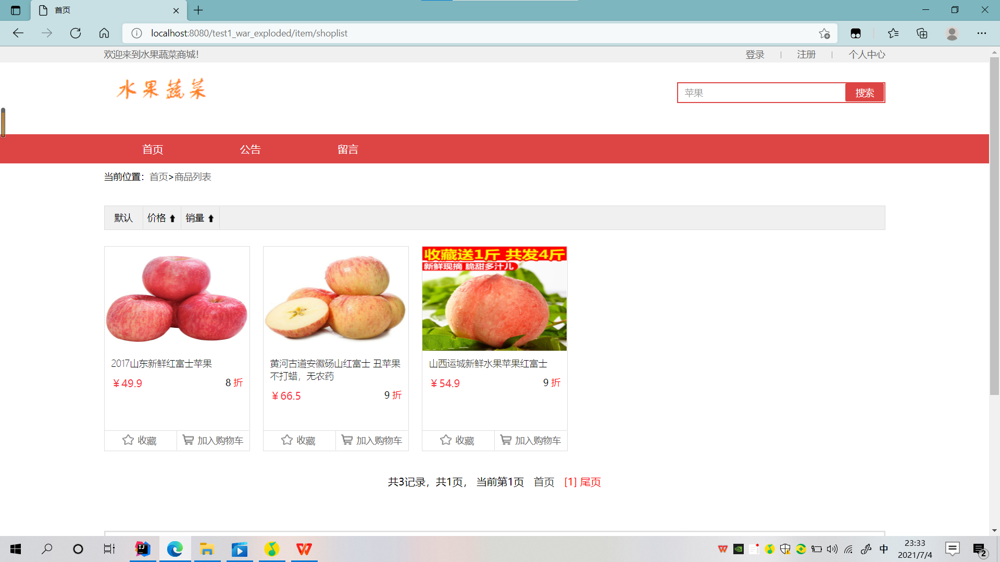 首页
localhost:8080/test1_war_exploded/item/shoplist
欢迎来到水果蔬菜商城!
登录 | 注册 | 个人中心
水果蔬菜
苹果 搜索
首页 公告 留言
当前位置：首页>商品列表
默认 价格 销量
收藏送1斤 共发4斤
新鲜现摘 脆甜多汁儿
2017山东新鲜红富士苹果
￥49.9 8 折
收藏 加入购物车
黄河古道安徽砀山红富士 丑苹果
不打蜡，无农药
￥66.5 9 折
收藏 加入购物车
山西运城新鲜水果苹果红富士
￥54.9 9 折
收藏 加入购物车
共3记录，共1页， 当前第1页 首页 [1] 尾页
中
23:33
2021/7/4
2